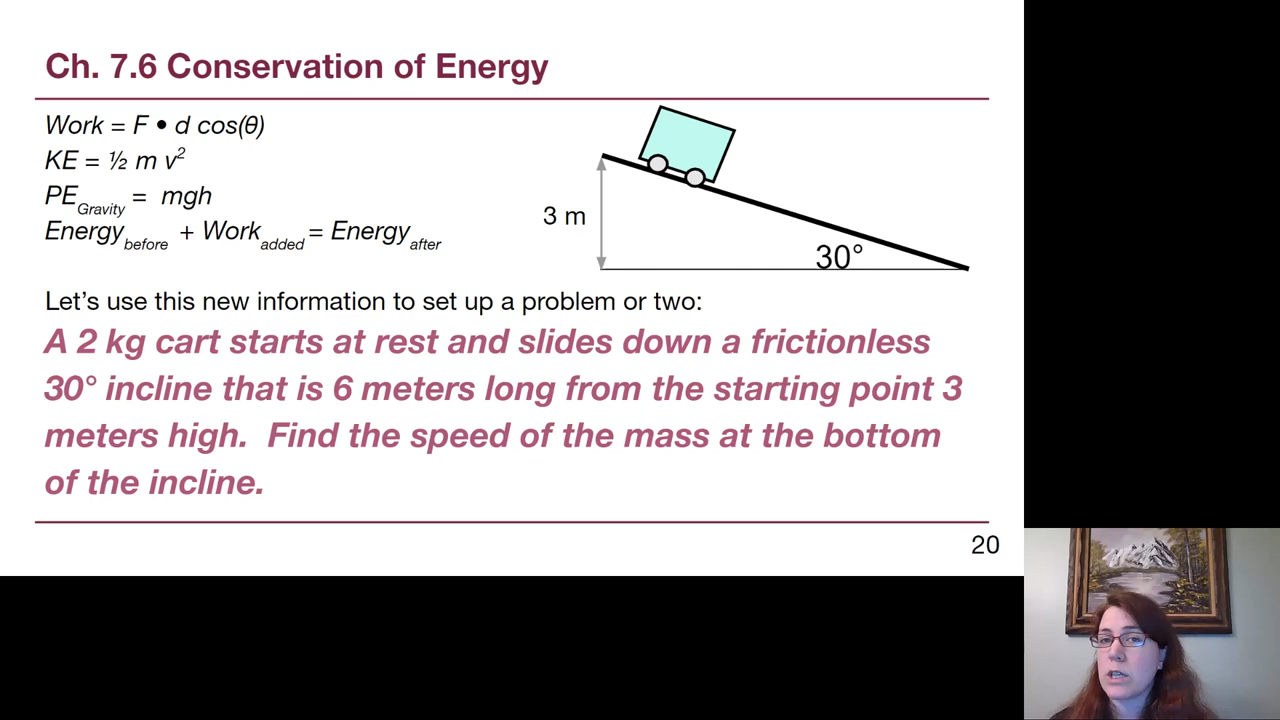 Ch. 7.6 Conservation of Energy
Work = F • d cos(θ)
KE = ½ m v²
PE_Gravity = mgh
Energy_before + Work_added = Energy_after
3 m
30°
Let’s use this new information to set up a problem or two:
A 2 kg cart starts at rest and slides down a frictionless
30° incline that is 6 meters long from the starting point 3
meters high. Find the speed of the mass at the bottom
of the incline.
20